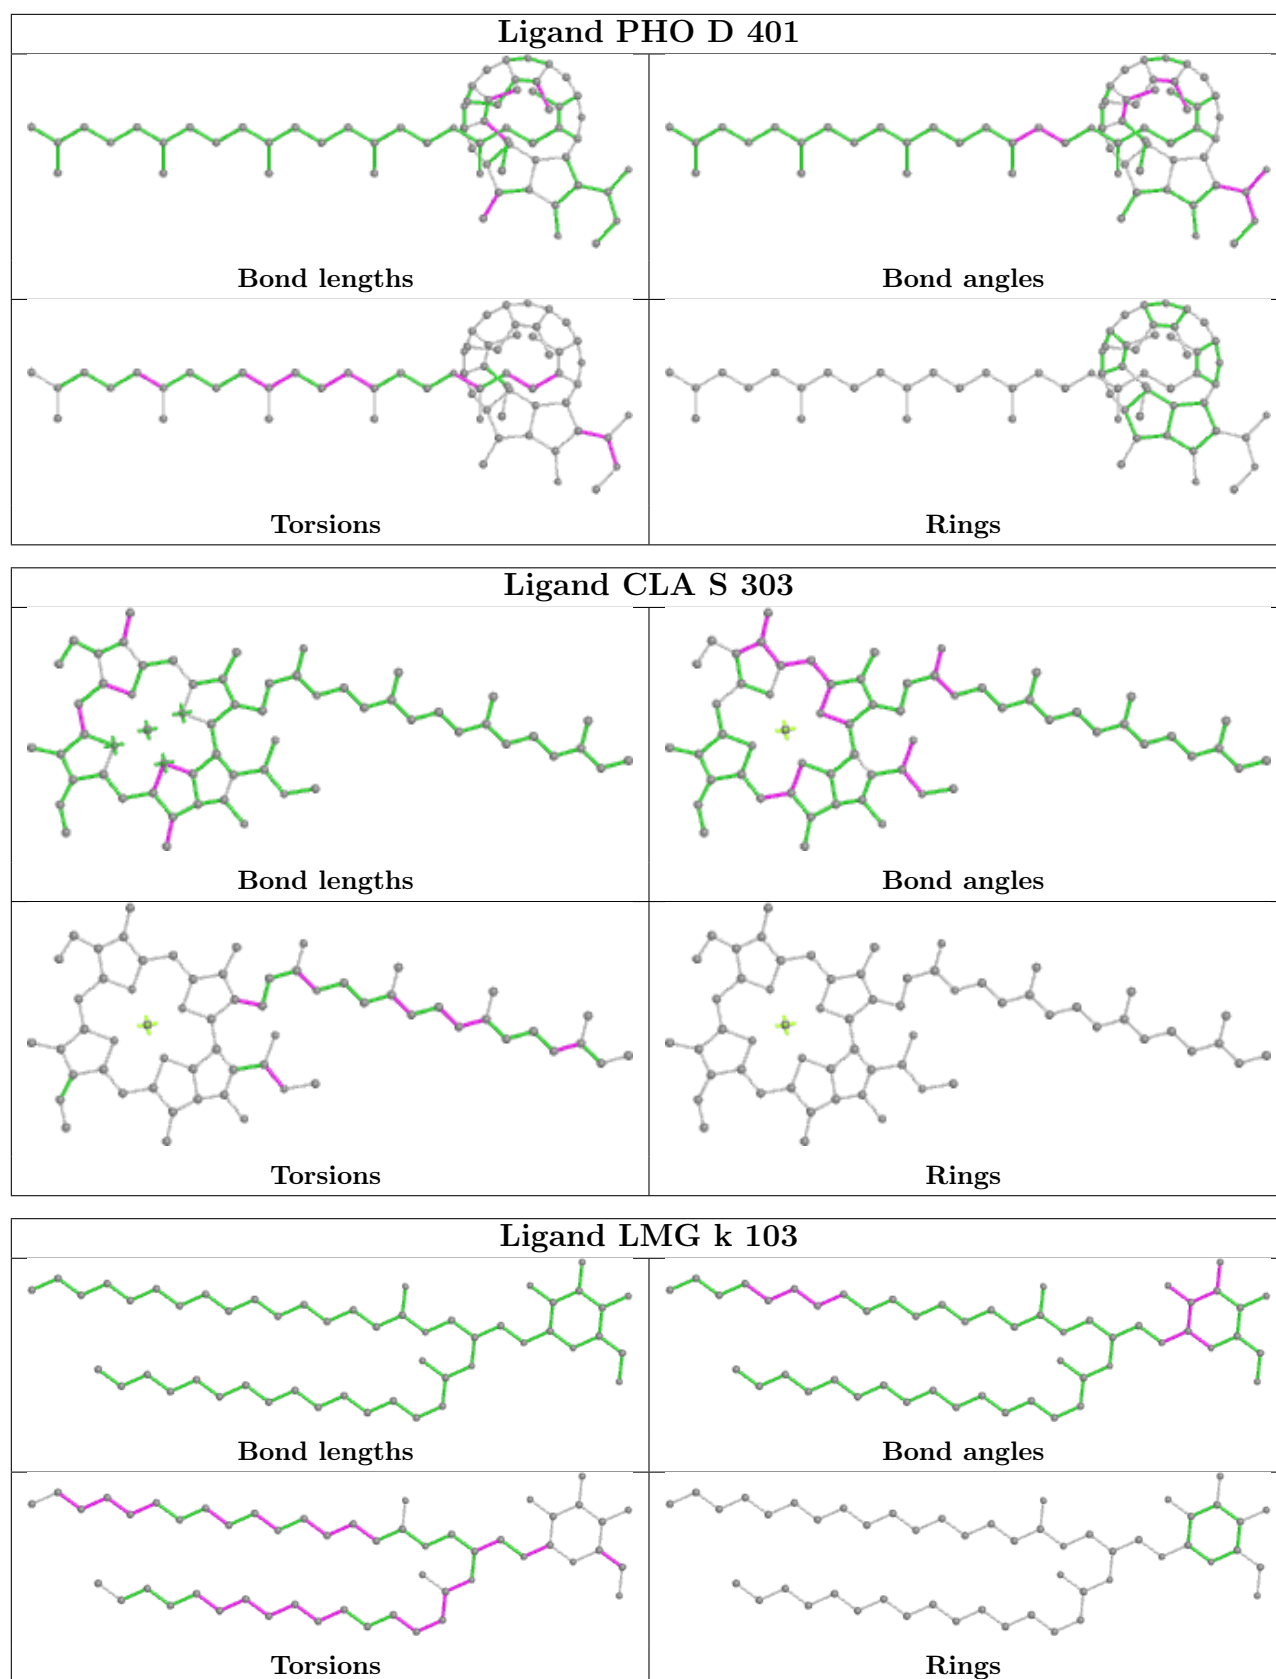 Ligand PHO D 401
Bond lengths
Bond angles
Torsions
Rings
Ligand CLA S 303
Bond lengths
Bond angles
Torsions
Rings
Ligand LMG k 103
Bond lengths
Bond angles
Torsions
Rings